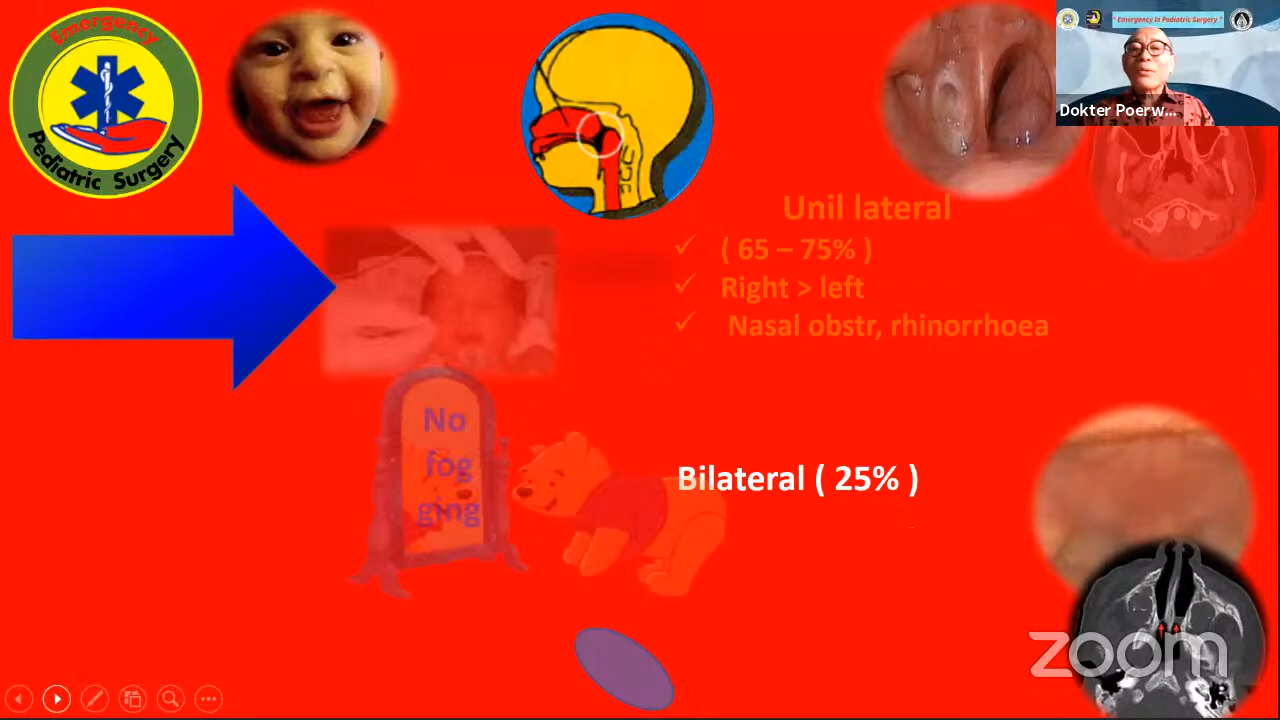 Emergency
Pediatric Surgery
" Emergency in Pediatric Surgery "
Dokter Poerw...
Unil lateral
✓ ( 65 – 75% )
✓ Right > left
✓ Nasal obstr, rhinorrhoea
No
fog
ging
Bilateral ( 25% )
zoom